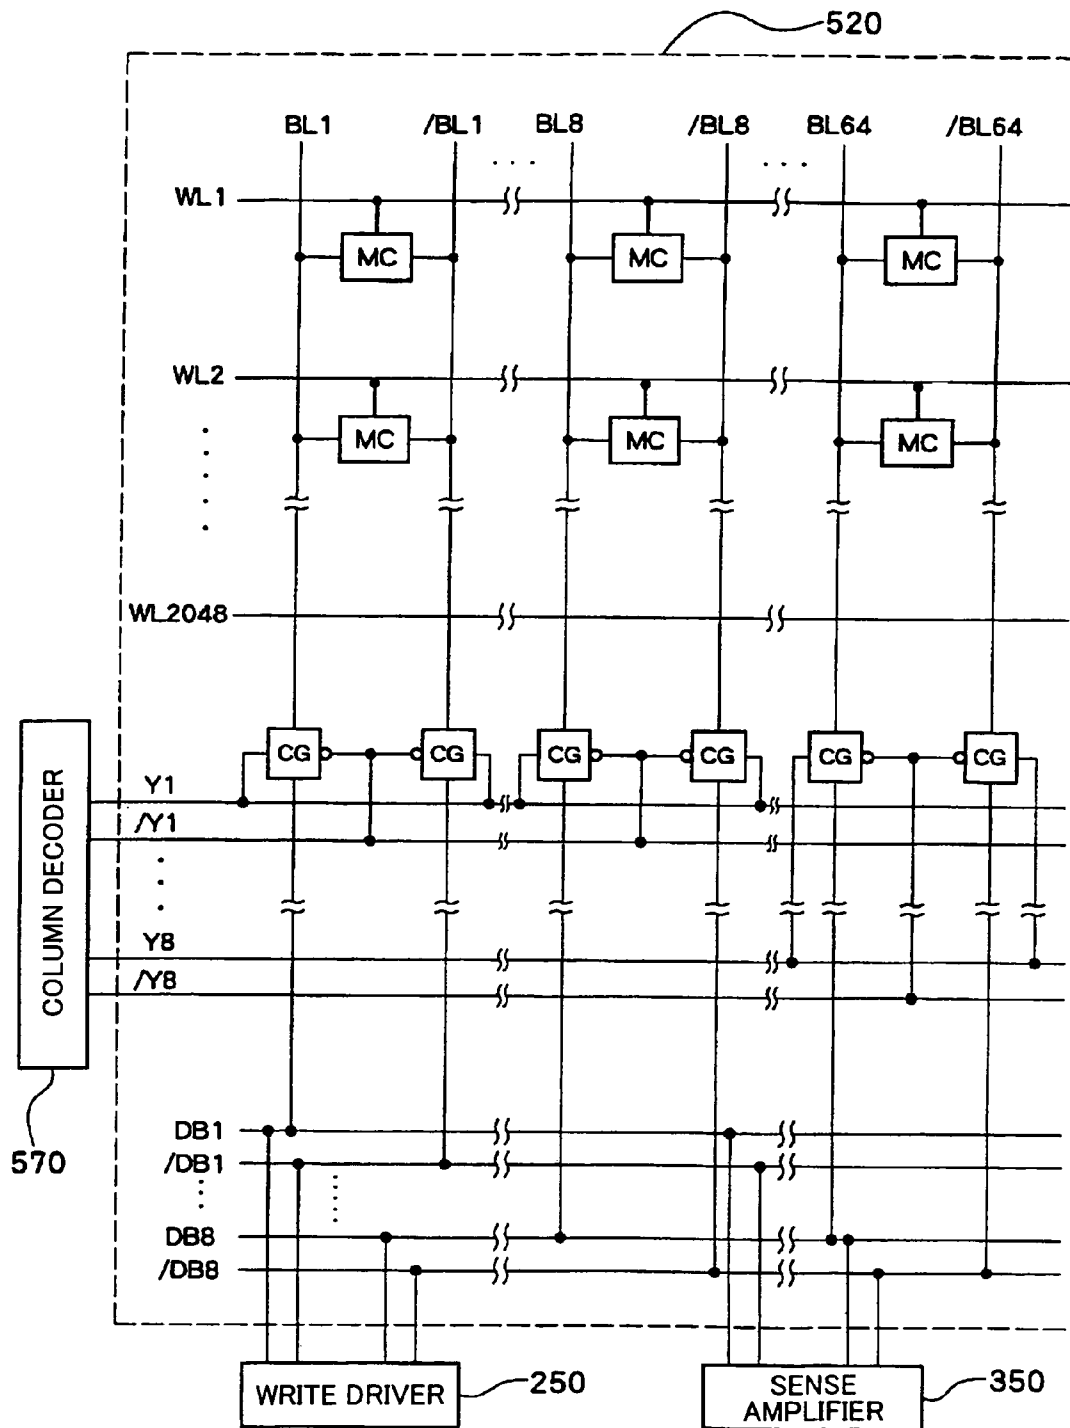 520
BL1 /BL1 BL8 /BL8 BL64 /BL64
WL1
MC MC MC
WL2
MC MC MC
WL2048
CG CG CG CG CG CG
COLUMN DECODER
Y1
/Y1
Y8
/Y8
570
DB1
/DB1
DB8
/DB8
WRITE DRIVER
250
SENSE
AMPLIFIER
350